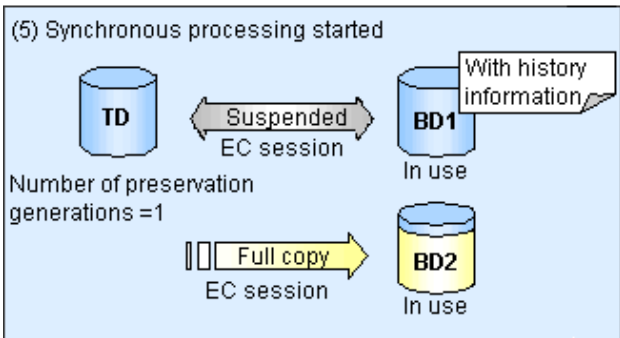 (5) Synchronous processing started
With history
information
TD
Suspended
BD1
EC session
In use
Number of preservation
generations =1
Full copy
BD2
EC session
In use